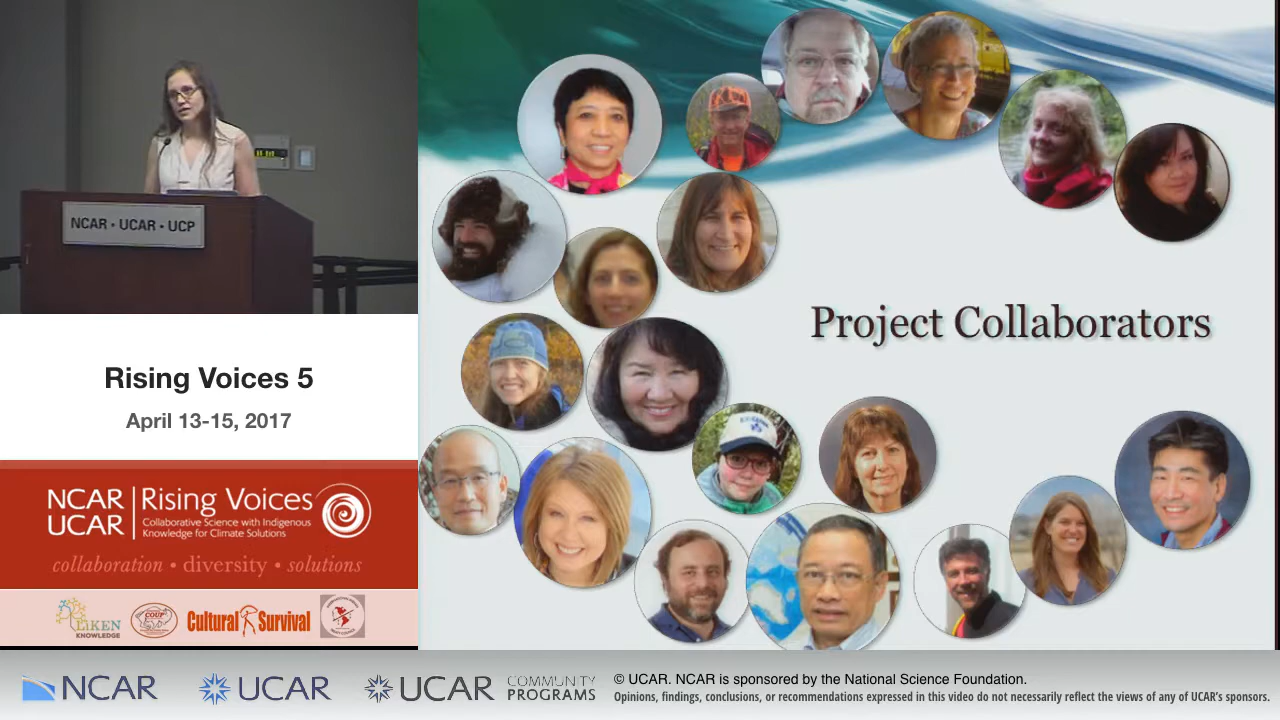 NCAR • UCAR • UCP
Project Collaborators
Rising Voices 5
April 13-15, 2017
NCAR
UCAR
Rising Voices
Collaborative Science with Indigenous
Knowledge for Climate Solutions
collaboration • diversity • solutions
LiKEN
KNOWLEDGE
Cultural Survival
NCAR
UCAR
UCAR
COMMUNITY
PROGRAMS
© UCAR. NCAR is sponsored by the National Science Foundation.
Opinions, findings, conclusions, or recommendations expressed in this video do not necessarily reflect the views of any of UCAR's sponsors.